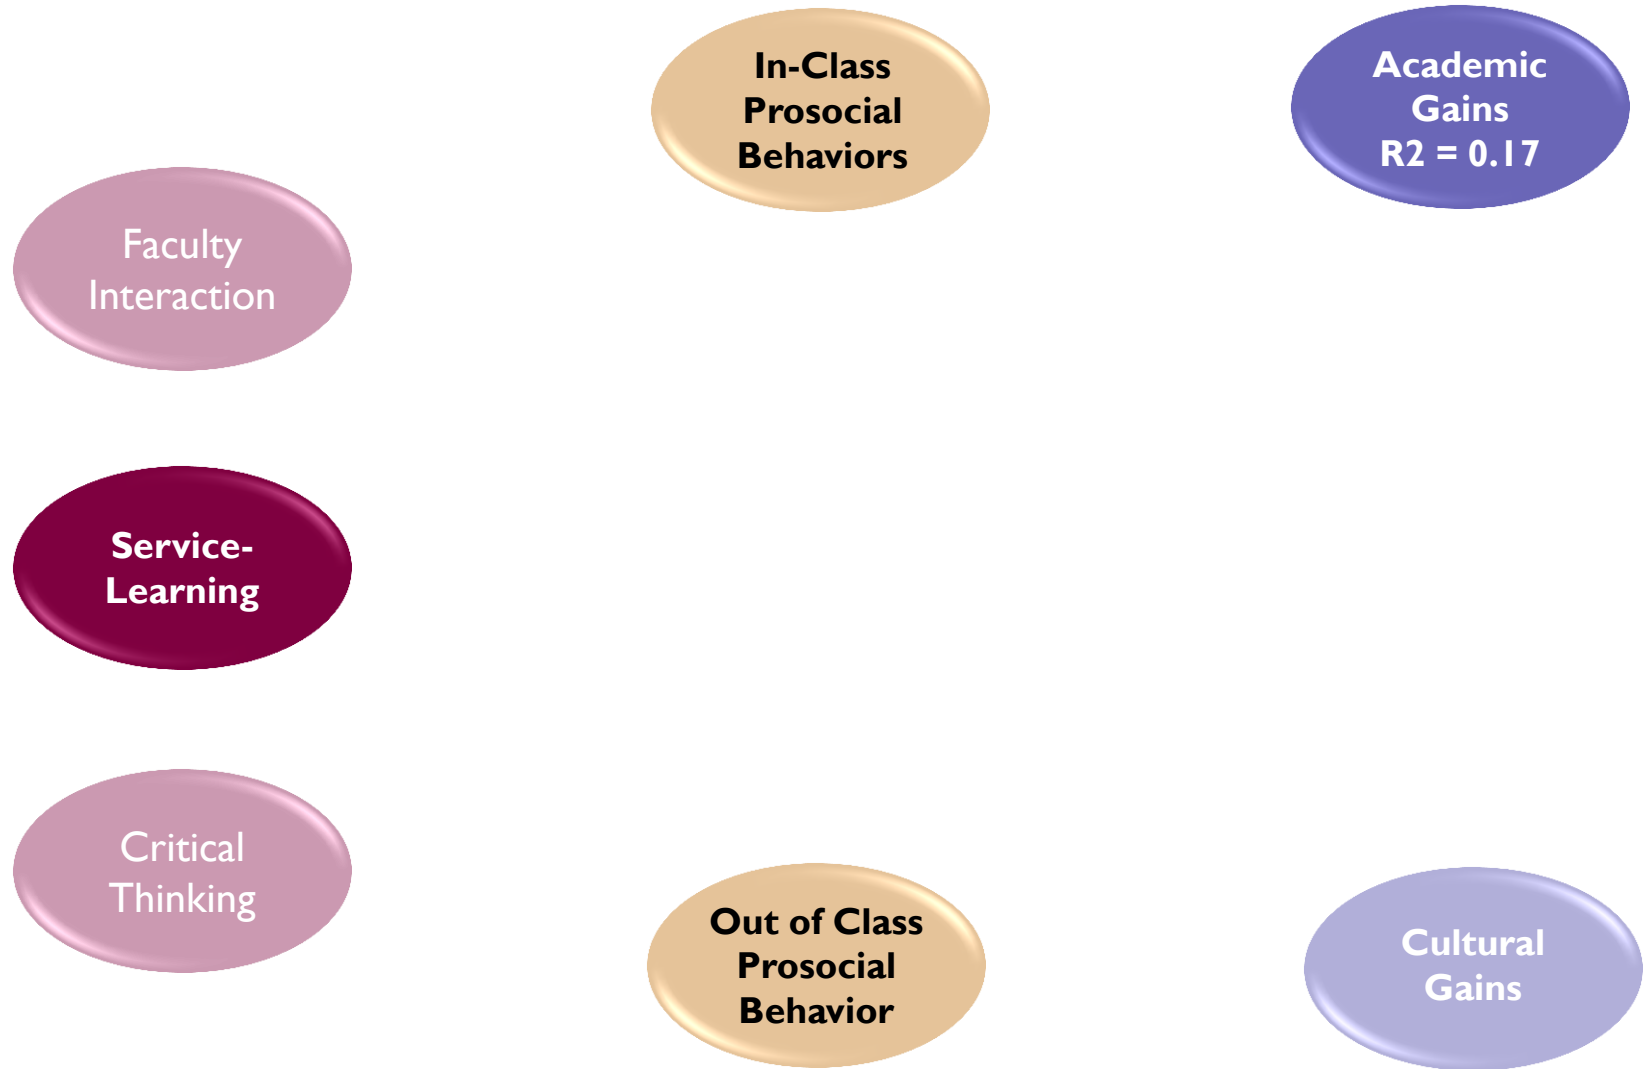 In-Class
Prosocial
Behaviors
Academic
Gains
R2 = 0.17
Faculty
Interaction
Service-
Learning
Critical
Thinking
Out of Class
Prosocial
Behavior
Cultural
Gains